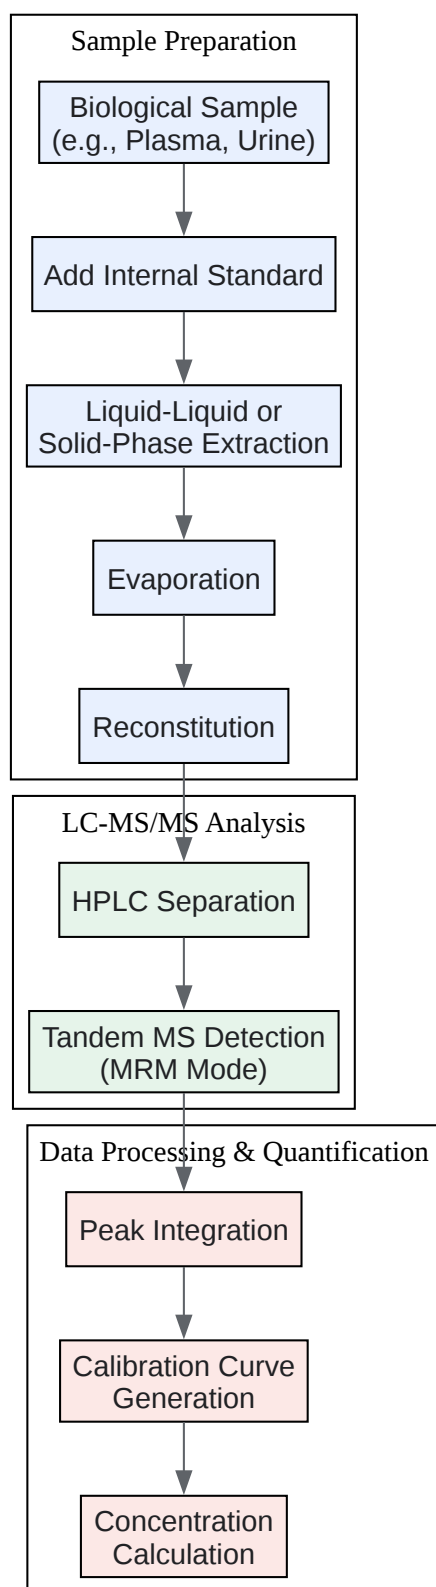 Sample Preparation
Biological Sample
(e.g., Plasma, Urine)
Add Internal Standard
Liquid-Liquid or
Solid-Phase Extraction
Evaporation
Reconstitution
LC-MS/MS Analysis
HPLC Separation
Tandem MS Detection
(MRM Mode)
Data Processing & Quantification
Peak Integration
Calibration Curve
Generation
Concentration
Calculation